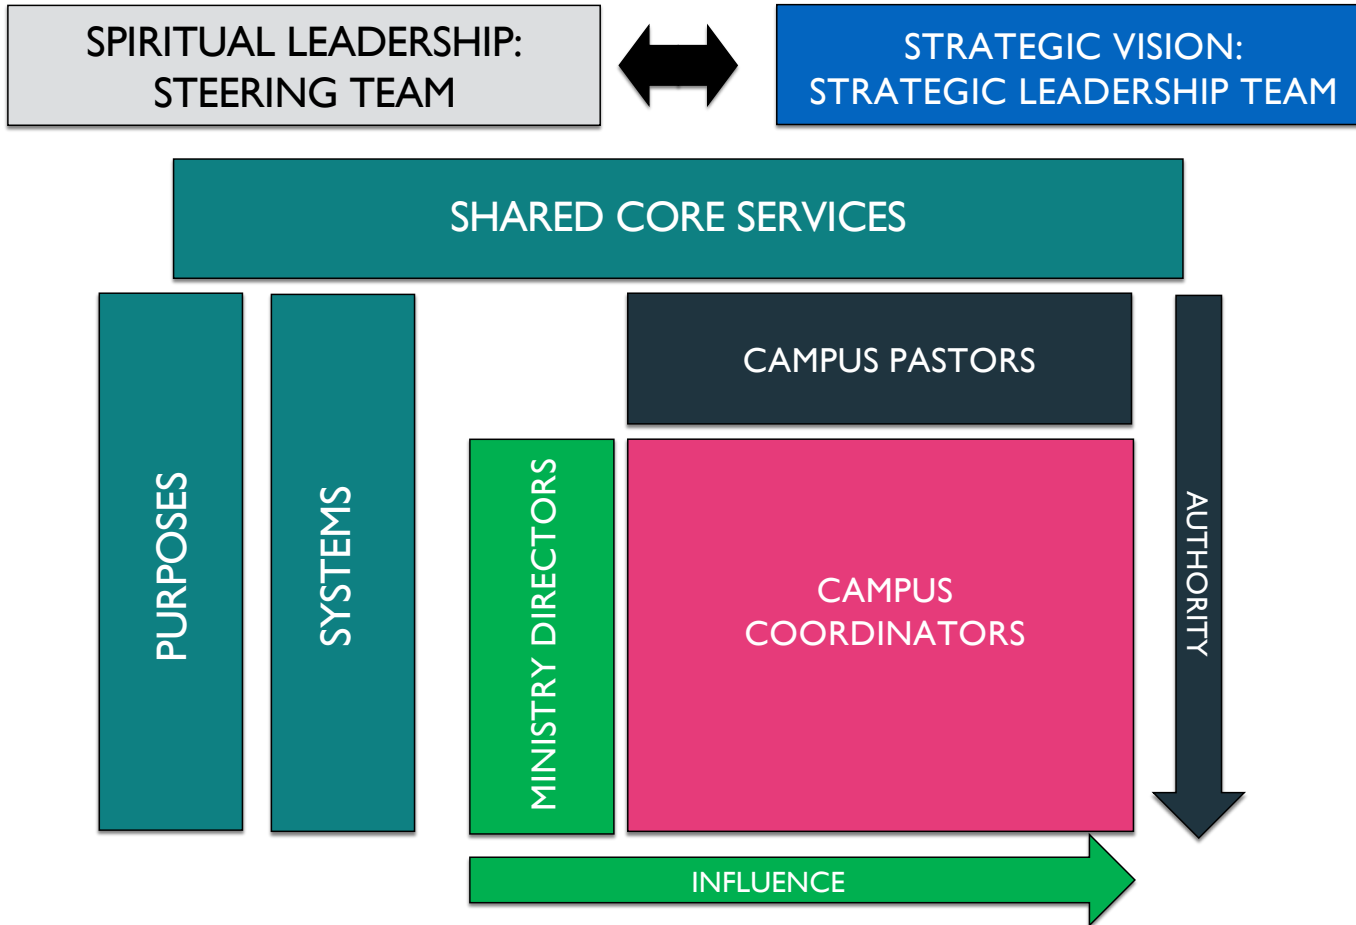 SPIRITUAL LEADERSHIP:
STEERING TEAM
STRATEGIC VISION:
STRATEGIC LEADERSHIP TEAM
SHARED CORE SERVICES
PURPOSES
SYSTEMS
MINISTRY DIRECTORS
CAMPUS PASTORS
CAMPUS
COORDINATORS
AUTHORITY
INFLUENCE